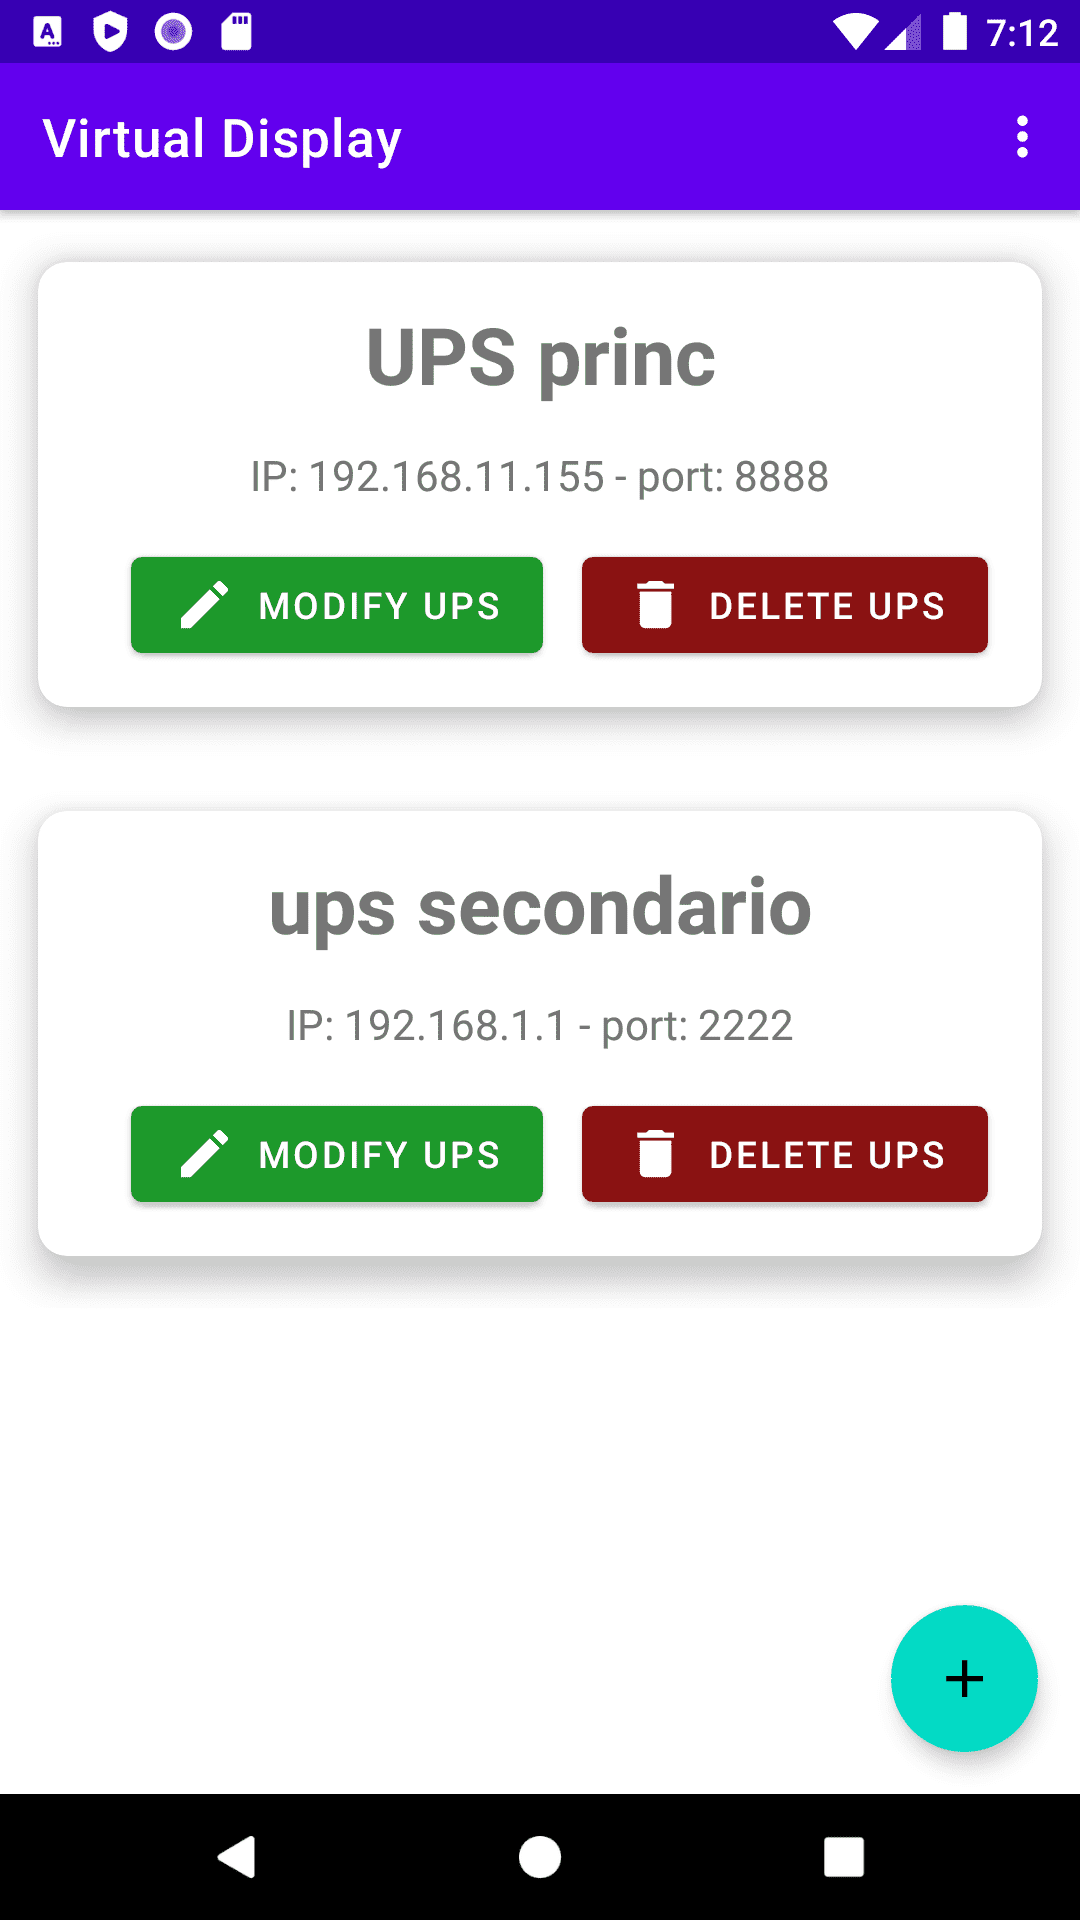 A 7:12
Virtual Display
UPS princ
IP: 192.168.11.155 - port: 8888
MODIFY UPS DELETE UPS
ups secondario
IP: 192.168.1.1 - port: 2222
MODIFY UPS DELETE UPS
+